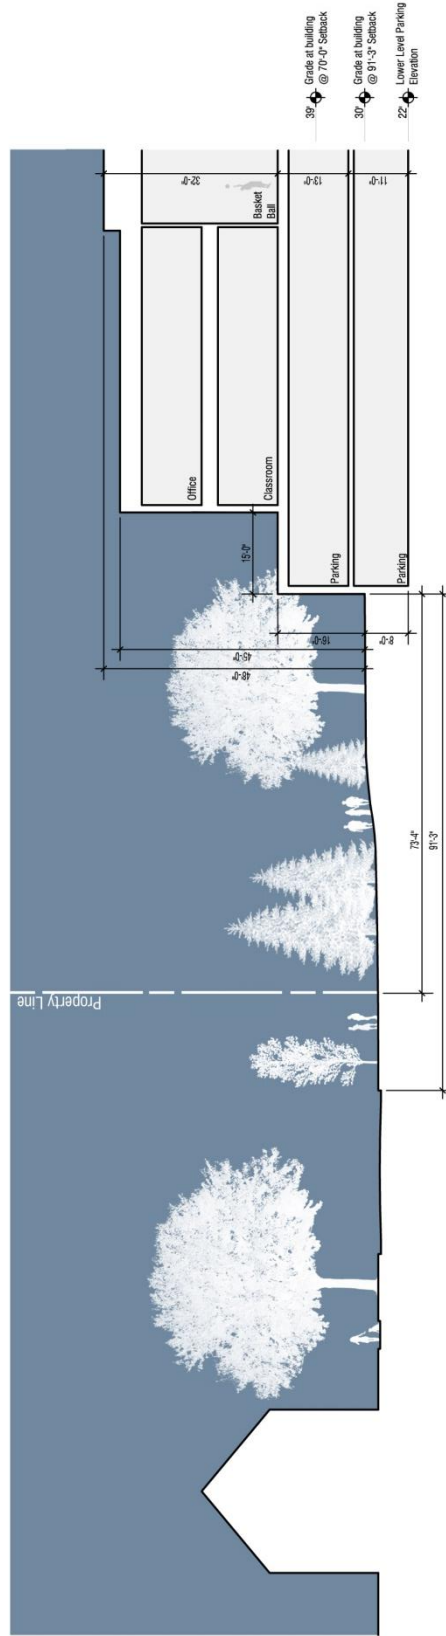 Property Line
48'-0"
45'-0"
16'-0"
8'-0"
15'-0"
73'-4"
91'-3"
Office
Classroom
Parking
Parking
Basket
Ball
32'-0"
13'-0"
11'-0"
39'
Grade at building
@ 70'-0" Setback
30'
Grade at building
@ 91'-3" Setback
22'
Lower Level Parking
Elevation